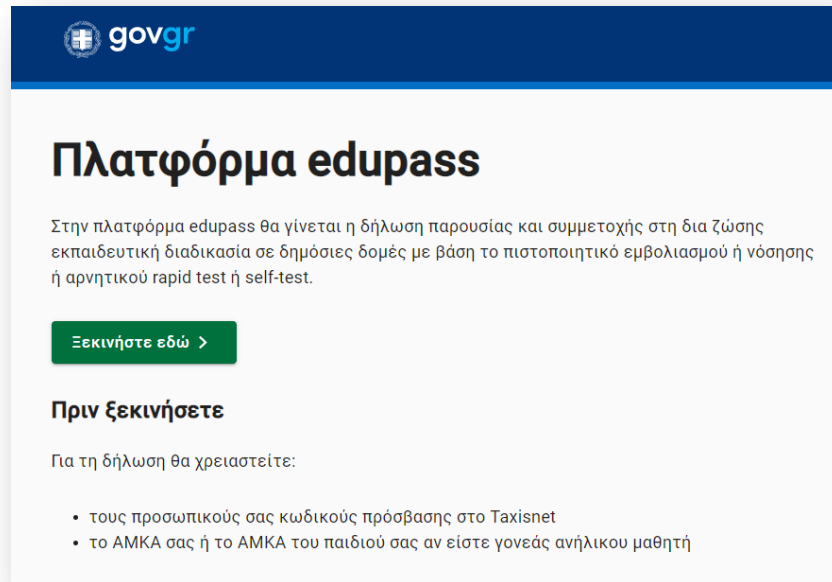 govgr
Πλατφόρμα edupass
Στην πλατφόρμα edupass θα γίνεται η δήλωση παρουσίας και συμμετοχής στη δια ζώσης
εκπαιδευτική διαδικασία σε δημόσιες δομές με βάση το πιστοποιητικό εμβολιασμού ή νόσησης
ή αρνητικού rapid test ή self-test.
Ξεκινήστε εδώ
Πριν ξεκινήσετε
Για τη δήλωση θα χρειαστείτε:
• τους προσωπικούς σας κωδικούς πρόσβασης στο Taxisnet
• το ΑΜΚΑ σας ή το ΑΜΚΑ του παιδιού σας αν είστε γονεάς ανήλικου μαθητή